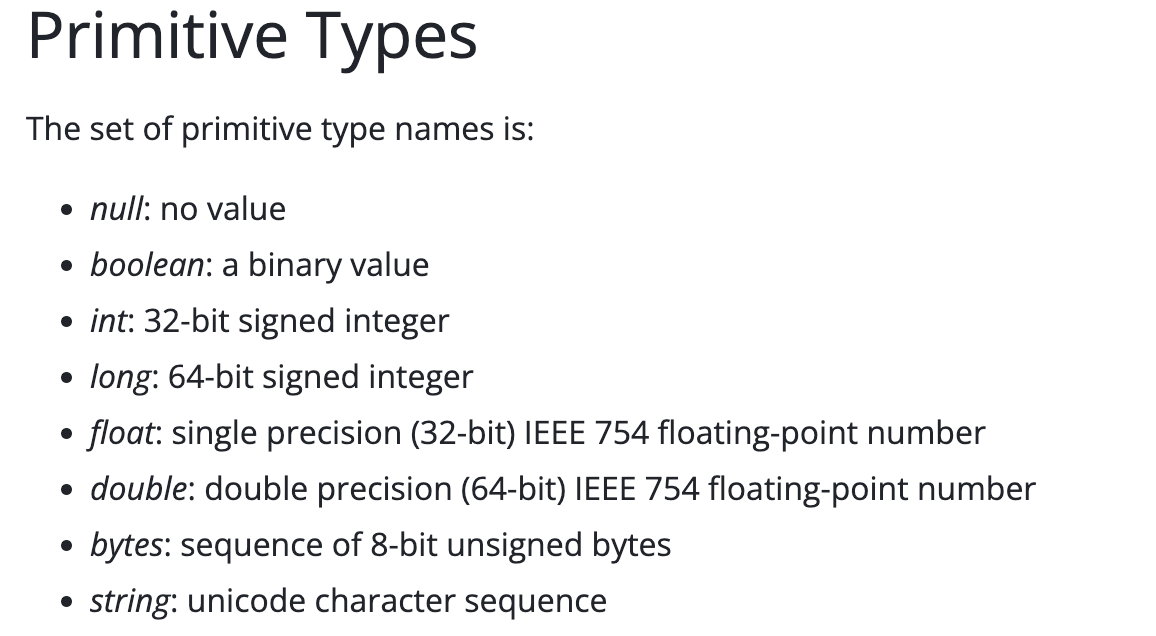 Primitive Types
The set of primitive type names is:
• null: no value
• boolean: a binary value
• int: 32-bit signed integer
• long: 64-bit signed integer
• float: single precision (32-bit) IEEE 754 floating-point number
• double: double precision (64-bit) IEEE 754 floating-point number
• bytes: sequence of 8-bit unsigned bytes
• string: unicode character sequence